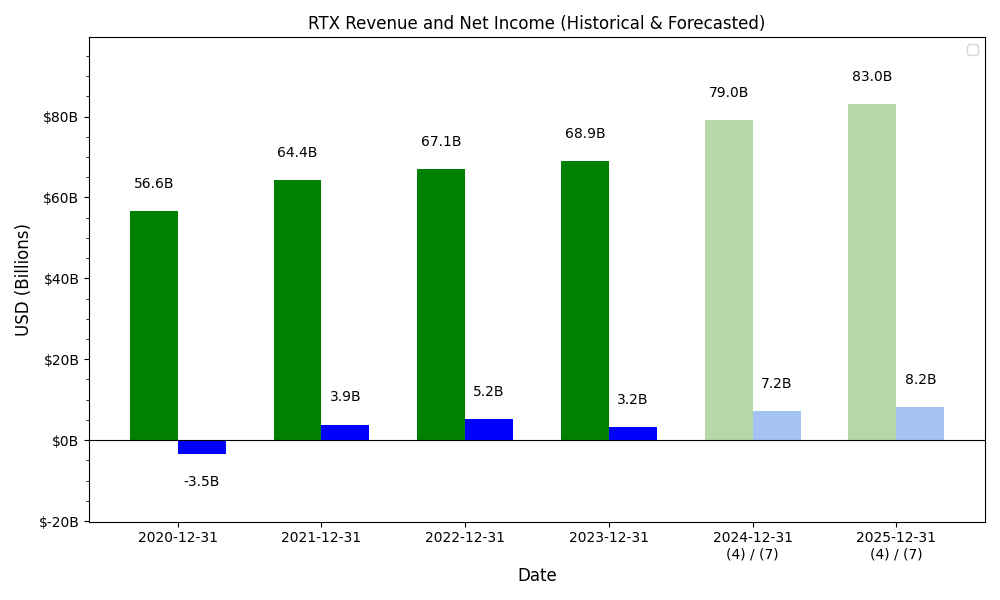 RTX Revenue and Net Income (Historical & Forecasted)
USD (Billions)
$80B
$60B
$40B
$20B
$0B
$-20B
56.6B
-3.5B
64.4B
3.9B
67.1B
5.2B
68.9B
3.2B
79.0B
7.2B
83.0B
8.2B
2020-12-31
2021-12-31
2022-12-31
2023-12-31
2024-12-31
(4) / (7)
2025-12-31
(4) / (7)
Date